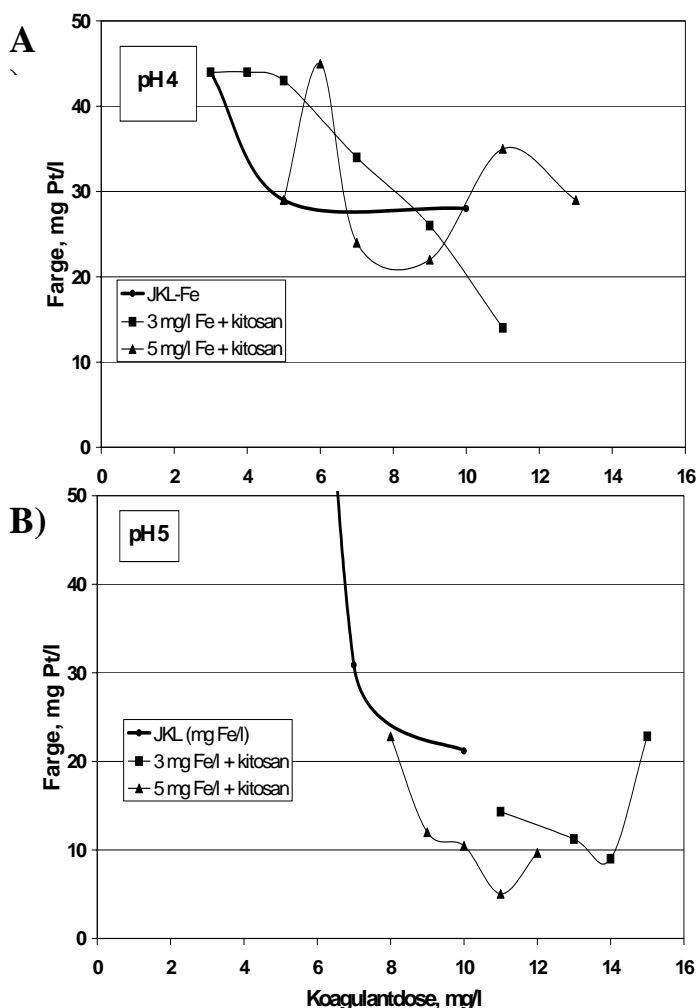 A
`
pH 4
50
40
30
20
10
0
Farge, mg Pt/l
JKL-Fe
3 mg/l Fe + kitosan
5 mg/l Fe + kitosan
0 2 4 6 8 10 12 14 16
B)
pH 5
50
40
30
20
10
0
Farge, mg Pt/l
JKL (mg Fe/l)
3 mg Fe/l + kitosan
5 mg Fe/l + kitosan
0 2 4 6 8 10 12 14 16
Koagulantdose, mg/l